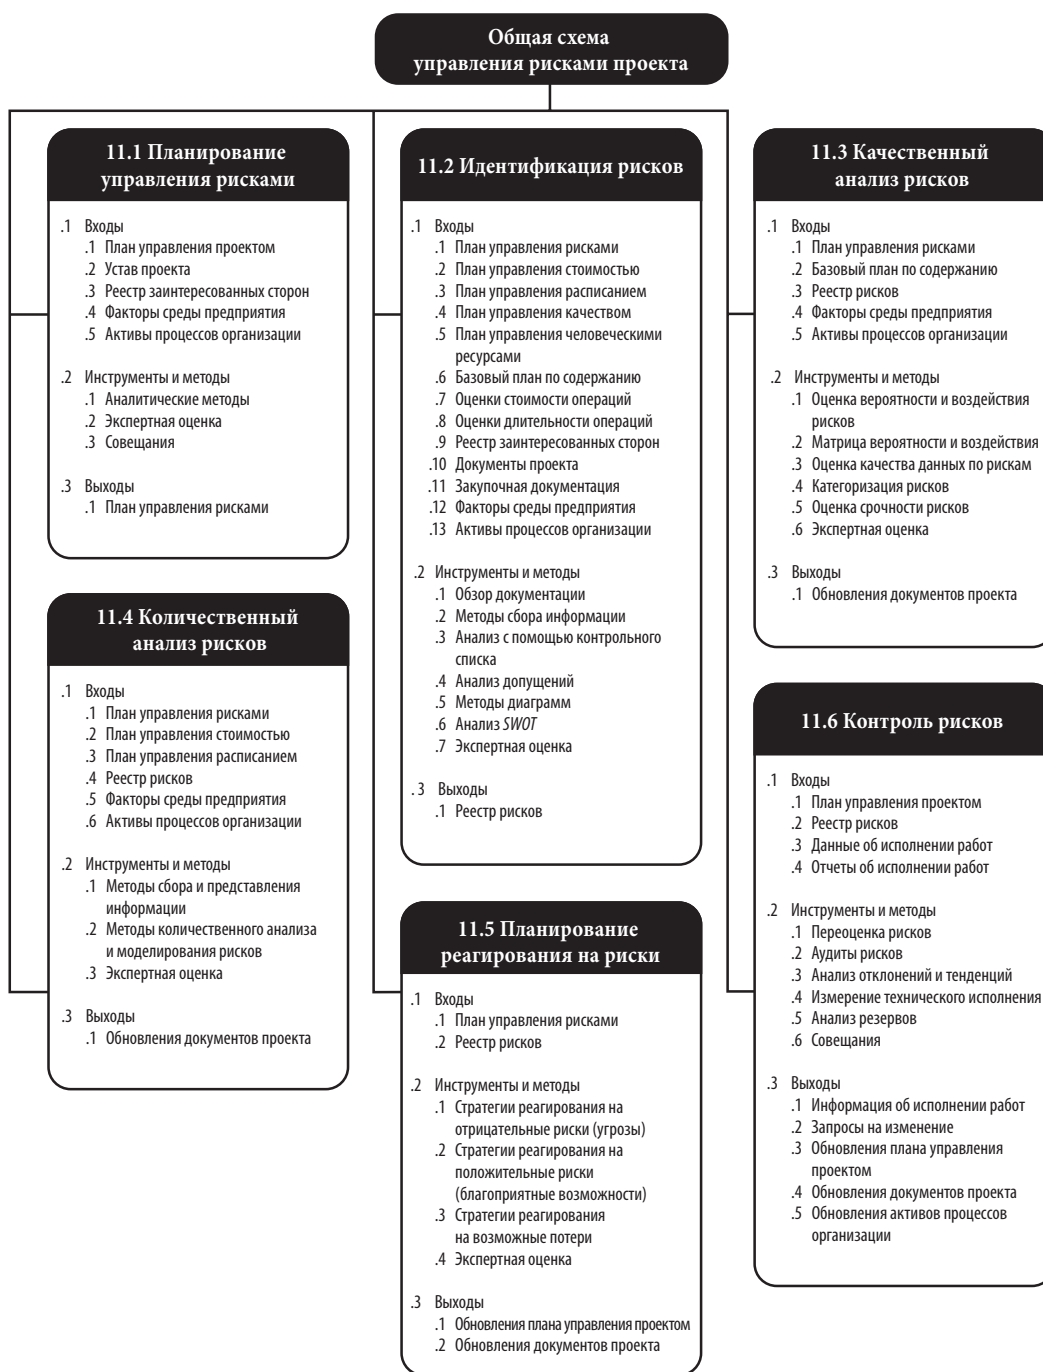 Общая схема
управления рисками проекта
11.1 Планирование
управления рисками
.1 Входы
.1 План управления проектом
.2 Устав проекта
.3 Реестр заинтересованных сторон
.4 Факторы среды предприятия
.5 Активы процессов организации
.2 Инструменты и методы
.1 Аналитические методы
.2 Экспертная оценка
.3 Совещания
.3 Выходы
.1 План управления рисками
11.2 Идентификация рисков
.1 Входы
.1 План управления рисками
.2 План управления стоимостью
.3 План управления расписанием
.4 План управления качеством
.5 План управления человеческими
ресурсами
.6 Базовый план по содержанию
.7 Оценки стоимости операций
.8 Оценки длительности операций
.9 Реестр заинтересованных сторон
.10 Документы проекта
.11 Закупочная документация
.12 Факторы среды предприятия
.13 Активы процессов организации
.2 Инструменты и методы
.1 Обзор документации
.2 Методы сбора информации
.3 Анализ с помощью контрольного
списка
.4 Анализ допущений
.5 Методы диаграмм
.6 Анализ SWOT
.7 Экспертная оценка
. 3 Выходы
.1 Реестр рисков
11.3 Качественный
анализ рисков
.1 Входы
.1 План управления рисками
.2 Базовый план по содержанию
.3 Реестр рисков
.4 Факторы среды предприятия
.5 Активы процессов организации
.2 Инструменты и методы
.1 Оценка вероятности и воздействия
рисков
.2 Матрица вероятности и воздействия
.3 Оценка качества данных по рискам
.4 Категоризация рисков
.5 Оценка срочности рисков
.6 Экспертная оценка
.3 Выходы
.1 Обновления документов проекта
11.4 Количественный
анализ рисков
.1 Входы
.1 План управления рисками
.2 План управления стоимостью
.3 План управления расписанием
.4 Реестр рисков
.5 Факторы среды предприятия
.6 Активы процессов организации
.2 Инструменты и методы
.1 Методы сбора и представления
информации
.2 Методы количественного анализа
и моделирования рисков
.3 Экспертная оценка
.3 Выходы
.1 Обновления документов проекта
11.5 Планирование
реагирования на риски
.1 Входы
.1 План управления рисками
.2 Реестр рисков
.2 Инструменты и методы
.1 Стратегии реагирования на
отрицательные риски (угрозы)
.2 Стратегии реагирования на
положительные риски
(благоприятные возможности)
.3 Стратегии реагирования
на возможные потери
.4 Экспертная оценка
.3 Выходы
.1 Обновления плана управления проектом
.2 Обновления документов проекта
11.6 Контроль рисков
.1 Входы
.1 План управления проектом
.2 Реестр рисков
.3 Данные об исполнении работ
.4 Отчеты об исполнении работ
.2 Инструменты и методы
.1 Переоценка рисков
.2 Аудиты рисков
.3 Анализ отклонений и тенденций
.4 Измерение технического исполнения
.5 Анализ резервов
.6 Совещания
.3 Выходы
.1 Информация об исполнении работ
.2 Запросы на изменение
.3 Обновления плана управления
проектом
.4 Обновления документов проекта
.5 Обновления активов процессов
организации